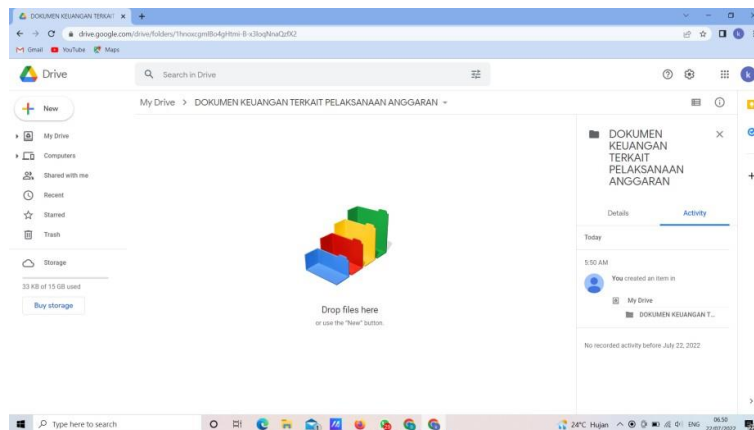 DOKUMEN KEUANGAN TERKAIT
drive.google.com/drive/folders/
Gmail YouTube Maps
Drive
Search in Drive
k
New
My Drive > DOKUMEN KEUANGAN TERKAIT PELAKSANAAN ANGGARAN
My Drive
Computers
Shared with me
Recent
Starred
Trash
Storage
33 KB of 15 GB used
Buy storage
Drop files here
or use the "New" button.
DOKUMEN
KEUANGAN
TERKAIT
PELAKSANAAN
ANGGARAN
Details Activity
Today
5:50 AM
You created an item in
My Drive
DOKUMEN KEUANGAN T...
No recorded activity before July 22, 2022
Type here to search
24°C Hujan
ENG
06.50
22/07/2022